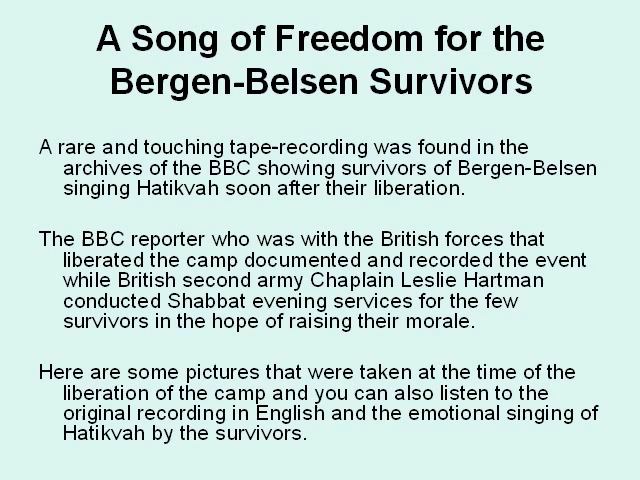 A Song of Freedom for the
Bergen-Belsen Survivors
A rare and touching tape-recording was found in the
archives of the BBC showing survivors of Bergen-Belsen
singing Hatikvah soon after their liberation.
The BBC reporter who was with the British forces that
liberated the camp documented and recorded the event
while British second army Chaplain Leslie Hartman
conducted Shabbat evening services for the few
survivors in the hope of raising their morale.
Here are some pictures that were taken at the time of the
liberation of the camp and you can also listen to the
original recording in English and the emotional singing of
Hatikvah by the survivors.